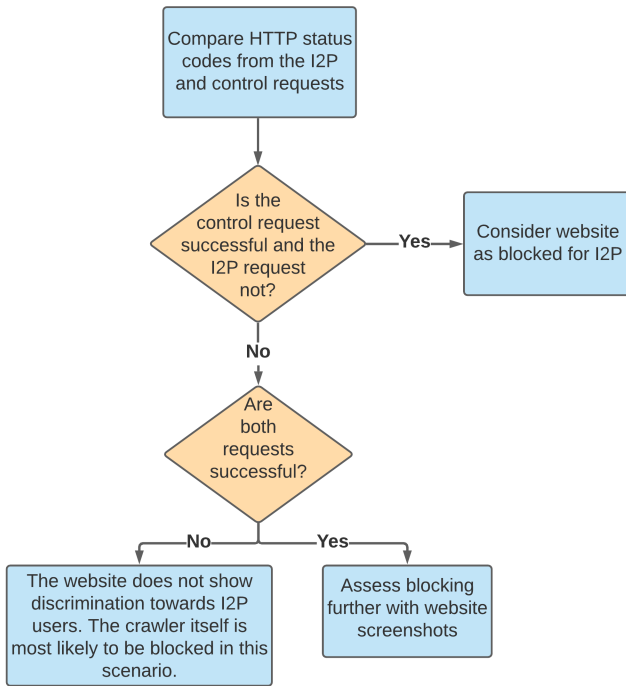 Compare HTTP status
codes from the I2P
and control requests
Is the
control request
successful and the
I2P request
not?
Yes
Consider website
as blocked for I2P
No
Are
both
requests
successful?
No
Yes
The website does not show
discrimination towards I2P
users. The crawler itself is
most likely to be blocked in this
scenario.
Assess blocking
further with website
screenshots